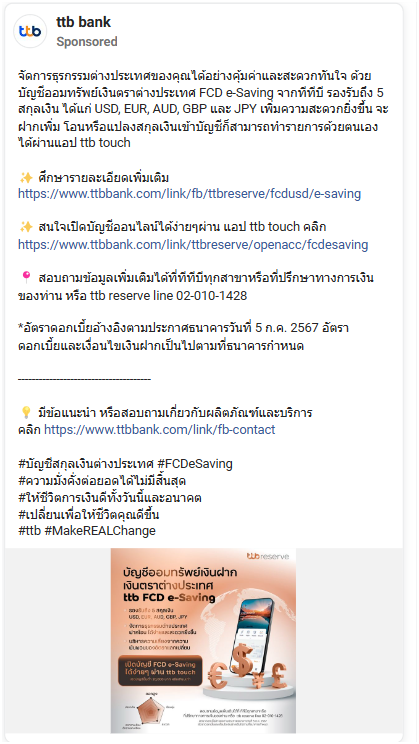 ttb
ttb bank
Sponsored
จัดการธุรกรรมต่างประเทศของคุณได้อย่างคุ้มค่าและสะดวกทันใจ ด้วย
บัญชีออมทรัพย์เงินตราต่างประเทศ FCD e-Saving จากทีทีบี รองรับถึง 5
สกุลเงิน ได้แก่ USD, EUR, AUD, GBP และ JPY เพิ่มความสะดวกยิ่งขึ้น จะ
ฝากเพิ่ม โอนหรือแปลงสกุลเงินเข้าบัญชีก็สามารถทำรายการด้วยตนเอง
ได้ผ่านแอป ttb touch
✨ ศึกษารายละเอียดเพิ่มเติม
https://www.ttbbank.com/link/fb/ttbreserve/fcdusd/e-saving
✨ สนใจเปิดบัญชีออนไลน์ได้ง่ายๆผ่าน แอป ttb touch คลิก
https://www.ttbbank.com/link/ttbreserve/openacc/fcdesaving
📍 สอบถามข้อมูลเพิ่มเติมได้ที่ทีทีบีทุกสาขาหรือที่ปรึกษาทางการเงิน
ของท่าน หรือ ttb reserve line 02-010-1428
*อัตราดอกเบี้ยอ้างอิงตามประกาศธนาคารวันที่ 5 ก.ค. 2567 อัตรา
ดอกเบี้ยและเงื่อนไขเงินฝากเป็นไปตามที่ธนาคารกำหนด
--------------------------------------
💡 มีข้อแนะนำ หรือสอบถามเกี่ยวกับผลิตภัณฑ์และบริการ
คลิก https://www.ttbbank.com/link/fb-contact
#บัญชีสกุลเงินต่างประเทศ #FCDeSaving
#ความมั่งคั่งต่อยอดได้ไม่มีสิ้นสุด
#ให้ชีวิตการเงินดีทั้งวันนี้และอนาคต
#เปลี่ยนเพื่อให้ชีวิตคุณดีขึ้น
#ttb #MakeREALChange
ttb reserve
บัญชีออมทรัพย์เงินฝาก
เงินตราต่างประเทศ
ttb FCD e-Saving
รองรับถึง 5 สกุลเงิน
USD, EUR, AUD, GBP, JPY
เปิดบัญชี FCD e-Saving
ได้ง่ายๆ ผ่าน ttb touch